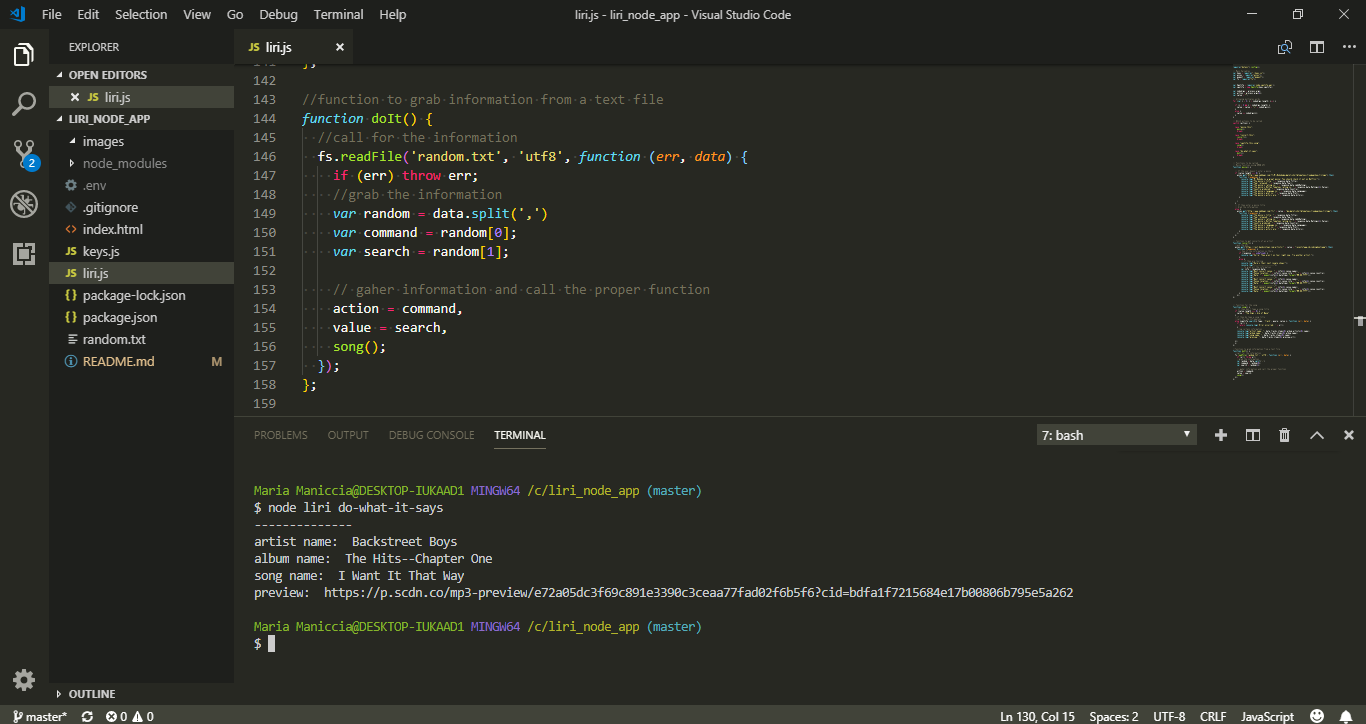 File Edit Selection View Go Debug Terminal Help
liri.js - liri_node_app - Visual Studio Code
EXPLORER
OPEN EDITORS
JS liri.js
LIRI_NODE_APP
images
node_modules
.env
.gitignore
index.html
JS keys.js
JS liri.js
{} package-lock.json
{} package.json
random.txt
README.md M
OUTLINE
2
JS liri.js
141 };
142
143 //function to grab information from a text file
144 function doIt() {
145 //call for the information
146 fs.readFile('random.txt', 'utf8', function (err, data) {
147 if (err) throw err;
148 //grab the information
149 var random = data.split(',')
150 var command = random[0];
151 var search = random[1];
152
153 // gaher information and call the proper function
154 action = command,
155 value = search,
156 song();
157 });
158 };
159
PROBLEMS OUTPUT DEBUG CONSOLE TERMINAL
7: bash
Maria Maniccia@DESKTOP-IUKAAD1 MINGW64 /c/liri_node_app (master)
$ node liri do-what-it-says
--------------
artist name: Backstreet Boys
album name: The Hits--Chapter One
song name: I Want It That Way
preview: https://p.scdn.co/mp3-preview/e72a05dc3f69c891e3390c3ceaa77fad02f6b5f6?cid=bdfa1f7215684e17b00806b795e5a262
Maria Maniccia@DESKTOP-IUKAAD1 MINGW64 /c/liri_node_app (master)
$
master* 0 0
Ln 130, Col 15 Spaces: 2 UTF-8 CRLF JavaScript